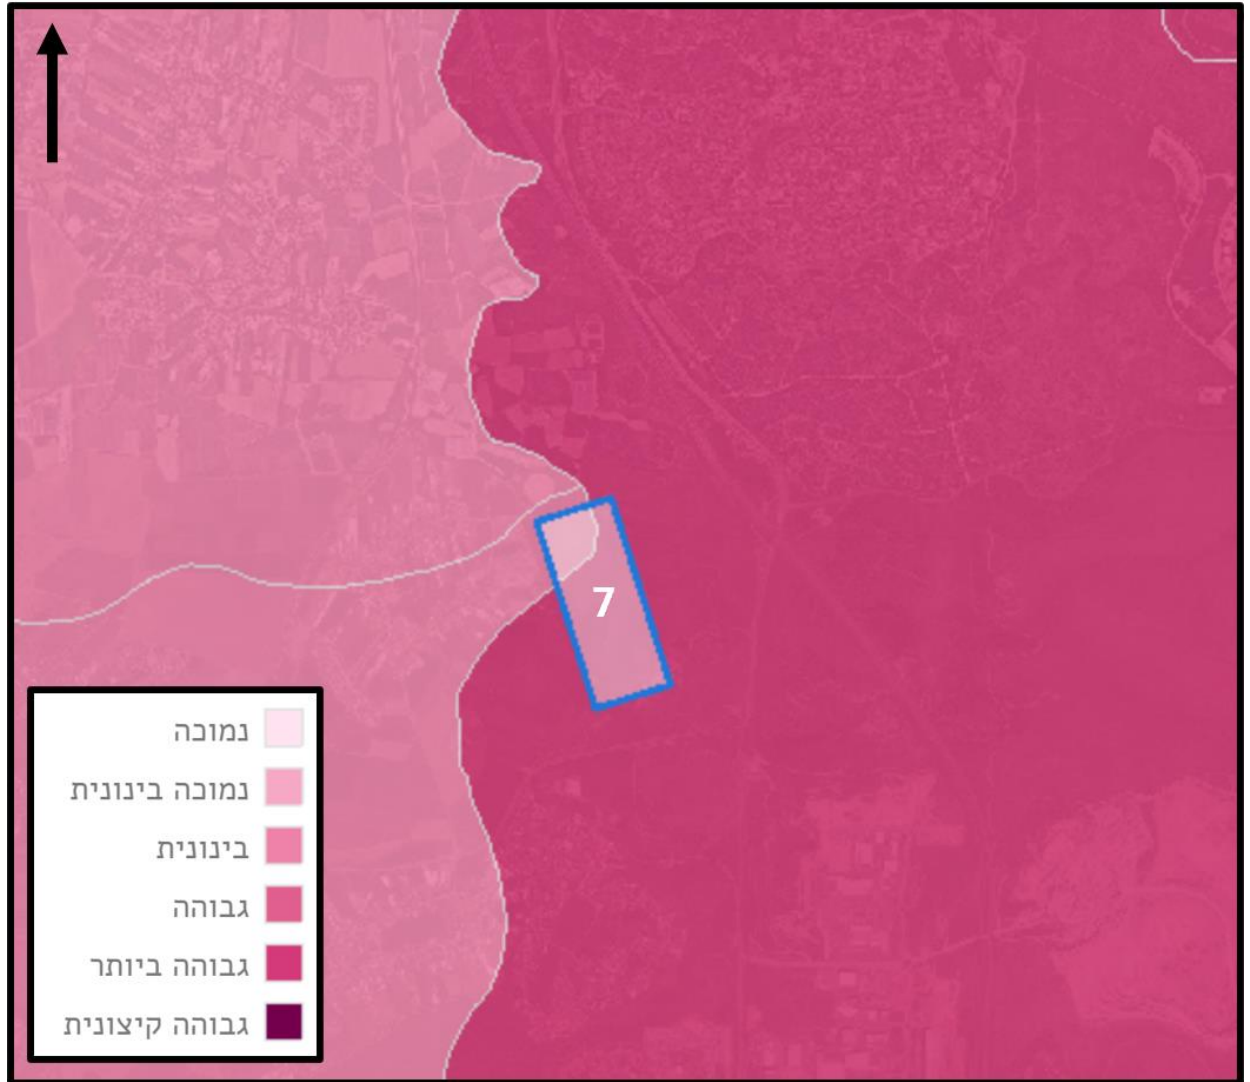 7
נמוכה
נמוכה בינונית
בינונית
גבוהה
גבוהה ביותר
גבוהה קיצונית